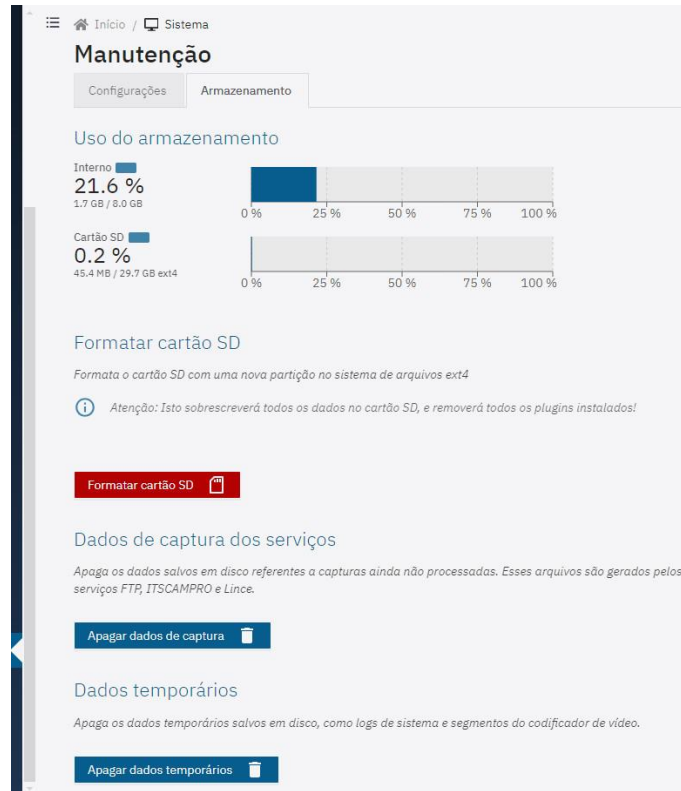 Início / Sistema
Manutenção
Configurações Armazenamento
Uso do armazenamento
Interno
21.6 %
1.7 GB / 8.0 GB
0 % 25 % 50 % 75 % 100 %
Cartão SD
0.2 %
45.4 MB / 29.7 GB ext4
0 % 25 % 50 % 75 % 100 %
Formatar cartão SD
Formata o cartão SD com uma nova partição no sistema de arquivos ext4
Atenção: Isto sobrescreverá todos os dados no cartão SD, e removerá todos os plugins instalados!
Formatar cartão SD
Dados de captura dos serviços
Apaga os dados salvos em disco referentes a capturas ainda não processadas. Esses arquivos são gerados pelos
serviços FTP, ITSCAMPRO e Lince.
Apagar dados de captura
Dados temporários
Apaga os dados temporários salvos em disco, como logs de sistema e segmentos do codificador de vídeo.
Apagar dados temporários